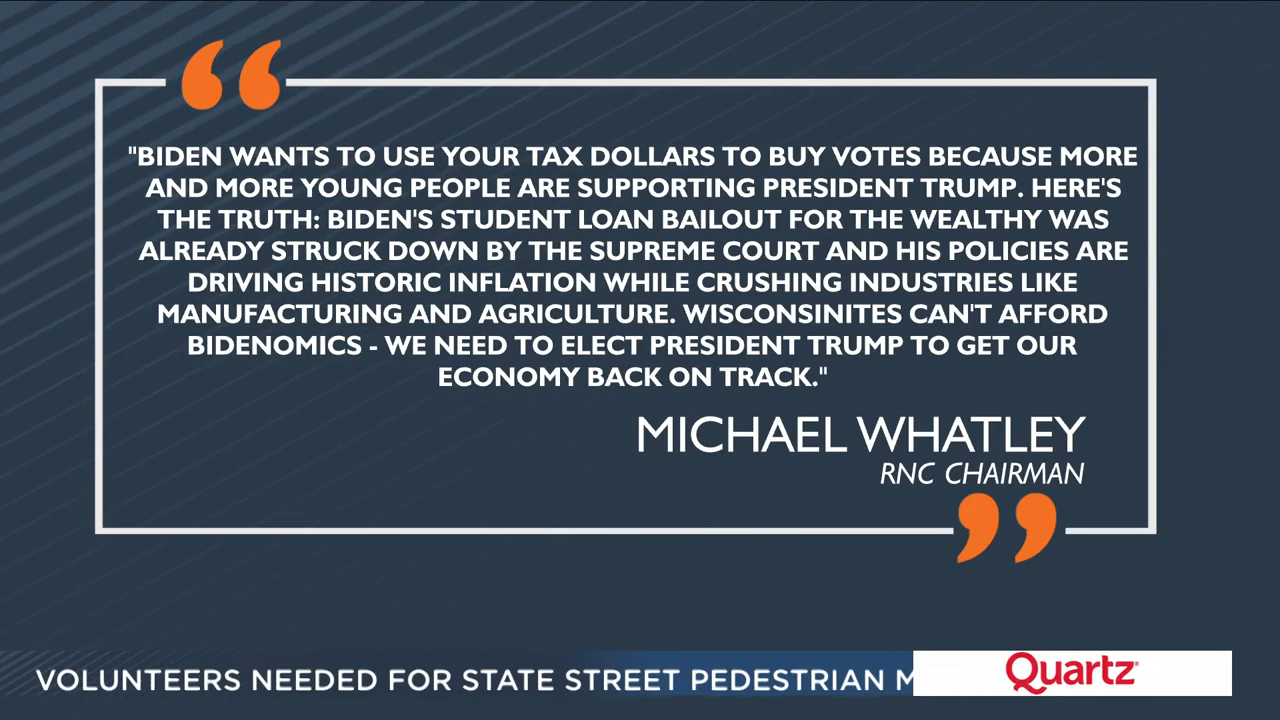 "BIDEN WANTS TO USE YOUR TAX DOLLARS TO BUY VOTES BECAUSE MORE
AND MORE YOUNG PEOPLE ARE SUPPORTING PRESIDENT TRUMP. HERE'S
THE TRUTH: BIDEN'S STUDENT LOAN BAILOUT FOR THE WEALTHY WAS
ALREADY STRUCK DOWN BY THE SUPREME COURT AND HIS POLICIES ARE
DRIVING HISTORIC INFLATION WHILE CRUSHING INDUSTRIES LIKE
MANUFACTURING AND AGRICULTURE. WISCONSINITES CAN'T AFFORD
BIDENOMICS - WE NEED TO ELECT PRESIDENT TRUMP TO GET OUR
ECONOMY BACK ON TRACK."
MICHAEL WHATLEY
RNC CHAIRMAN
VOLUNTEERS NEEDED FOR STATE STREET PEDESTRIAN M
Quartz